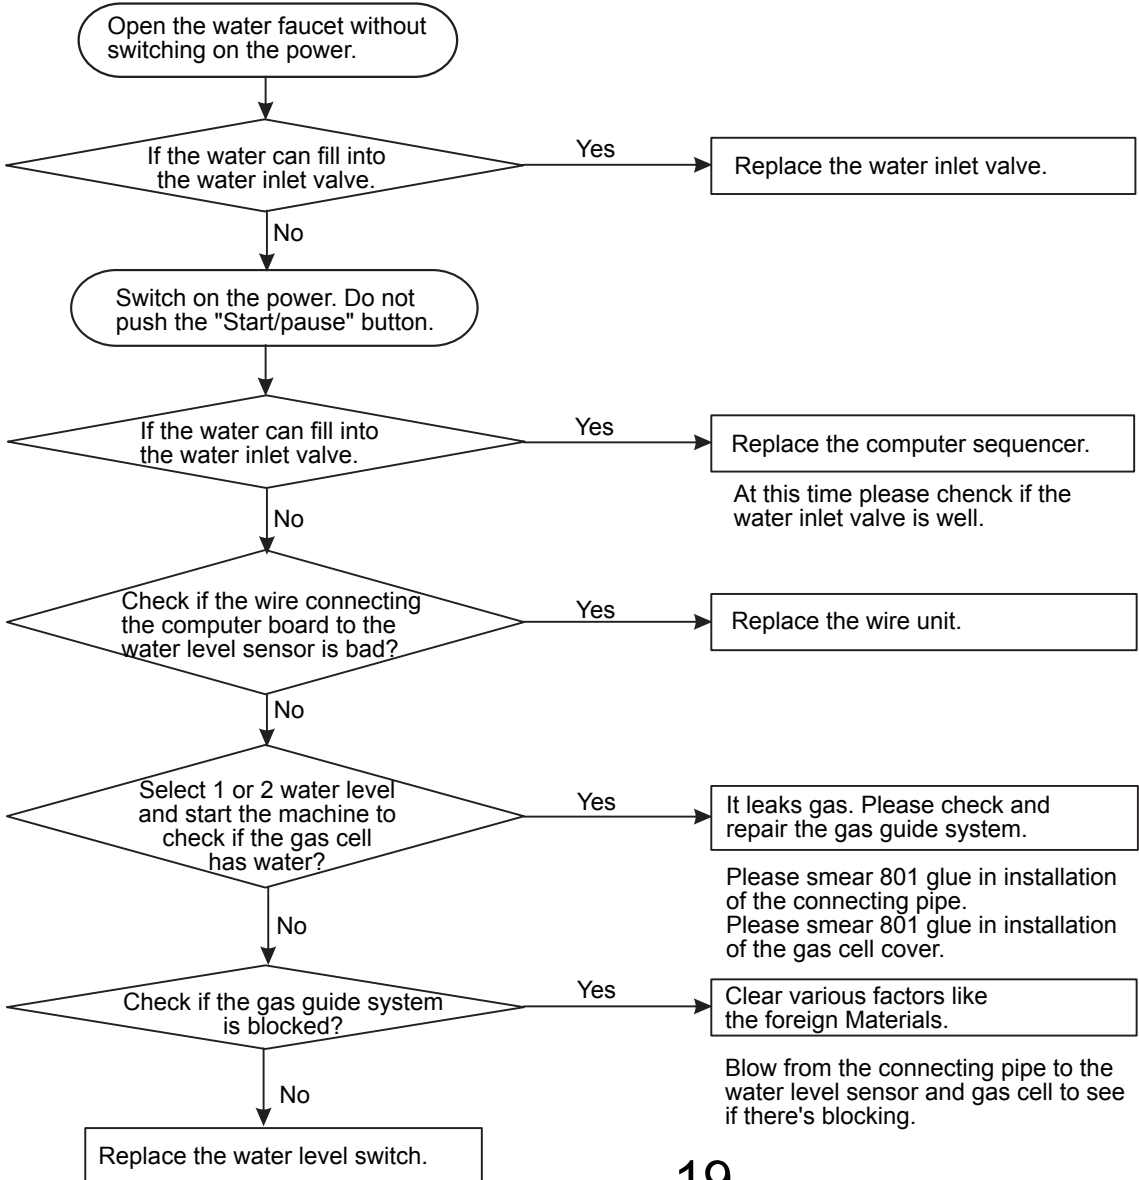 Open the water faucet without
switching on the power.
If the water can fill into
the water inlet valve.
Yes
Replace the water inlet valve.
No
Switch on the power. Do not
push the "Start/pause" button.
If the water can fill into
the water inlet valve.
Yes
Replace the computer sequencer.
At this time please chenck if the
water inlet valve is well.
No
Check if the wire connecting
the computer board to the
water level sensor is bad?
Yes
Replace the wire unit.
No
Select 1 or 2 water level
and start the machine to
check if the gas cell
has water?
Yes
It leaks gas. Please check and
repair the gas guide system.
Please smear 801 glue in installation
of the connecting pipe.
Please smear 801 glue in installation
of the gas cell cover.
No
Check if the gas guide system
is blocked?
Yes
Clear various factors like
the foreign Materials.
Blow from the connecting pipe to the
water level sensor and gas cell to see
if there's blocking.
No
Replace the water level switch.
19